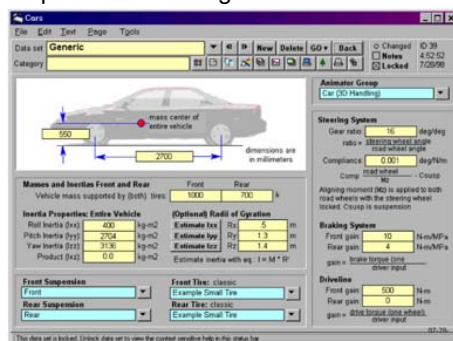 Cars
File Edit Text Page Tools
Data set Generic New Delete GO Back Changed ID 39
Notes 4:52:52
Category Locked 7/28/98
Animator Group
Car (3D Handling)
mass center of
entire vehicle
550
2700
dimensions are
in millimeters
Steering System
Gear ratio: 16 deg/deg
ratio = steering wheel angle
road wheel angle
Compliance: 0.001 deg/N/m
Comp road wheel - Csusp
Mz
Aligning moment (Mz) is applied to both
road wheels with the steering wheel
locked. Csusp is suspension
Masses and Inertias Front and Rear Front Rear
Vehicle mass supported by (both) tires: 1000 700 k
Inertia Properties: Entire Vehicle (Optional) Radii of Gyration
Roll Inertia (Ixx): 400 kg-m2 Estimate Ixx Rx .5 m
Pitch Inertia (Iyy): 2704 kg-m2 Estimate Iyy Ry 1.3 m
Yaw Inertia (Izz): 3136 kg-m2 Estimate Izz Rz 1.4 m
Product (Ixz): 0.0 kg-m2 Estimate inertia with eq.: I = M * R²
Braking System
Front gain: 10 N-m/MPa
Rear gain: 4 N-m/MPa
gain = brake torque (one
driver input
Front Suspension Front Tire: classic
Front Example Small Tire
Rear Suspension Rear Tire: classic
Rear Example Small Tire
Driveline
Front gain: 500 N-m
Rear gain: 0 N-m
gain = drive torque (one wheel)
driver input
This data set is locked. Unlock data set to view the context sensitive help in this status bar.